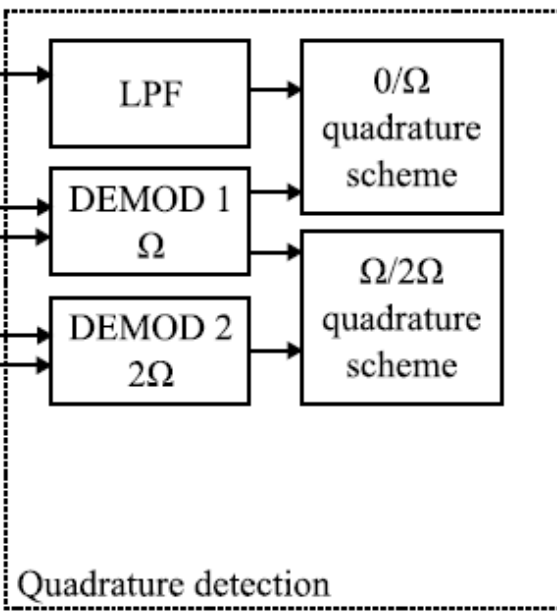 LPF
0/Ω
quadrature
scheme
DEMOD 1
Ω
Ω/2Ω
quadrature
scheme
DEMOD 2
2Ω
Quadrature detection